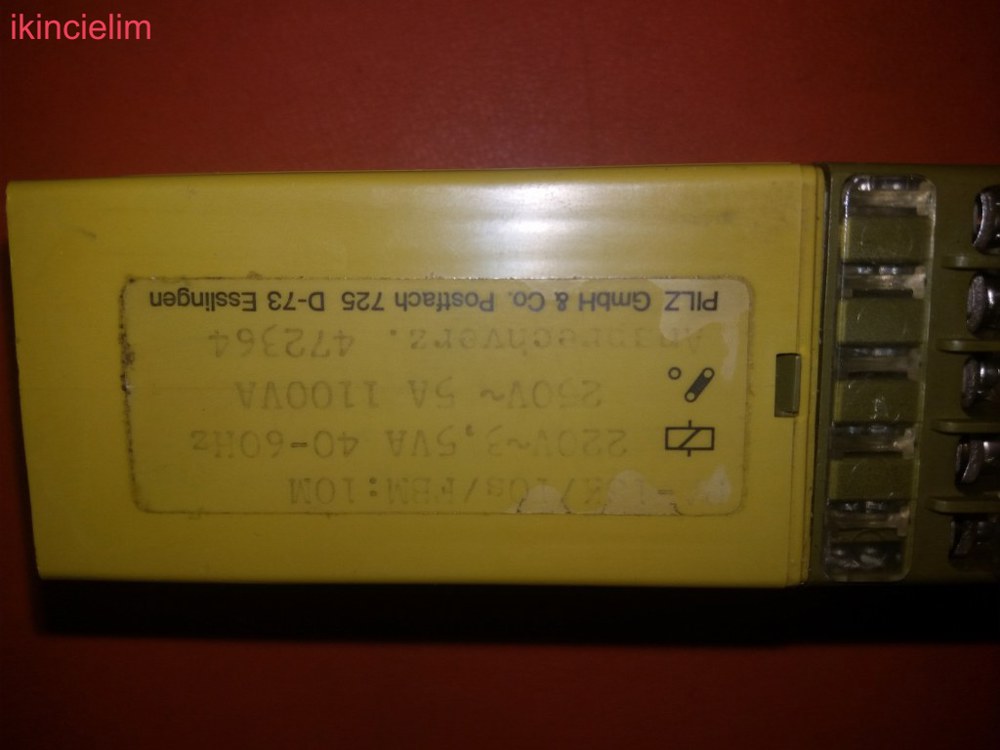 ikincielim
/10s/FBM:10M
220V~3,5VA 40-60Hz
250V~ 5A 1100VA
Ansprechverz. 472364
PILZ GmbH & Co. Postfach 725 D-73 Esslingen